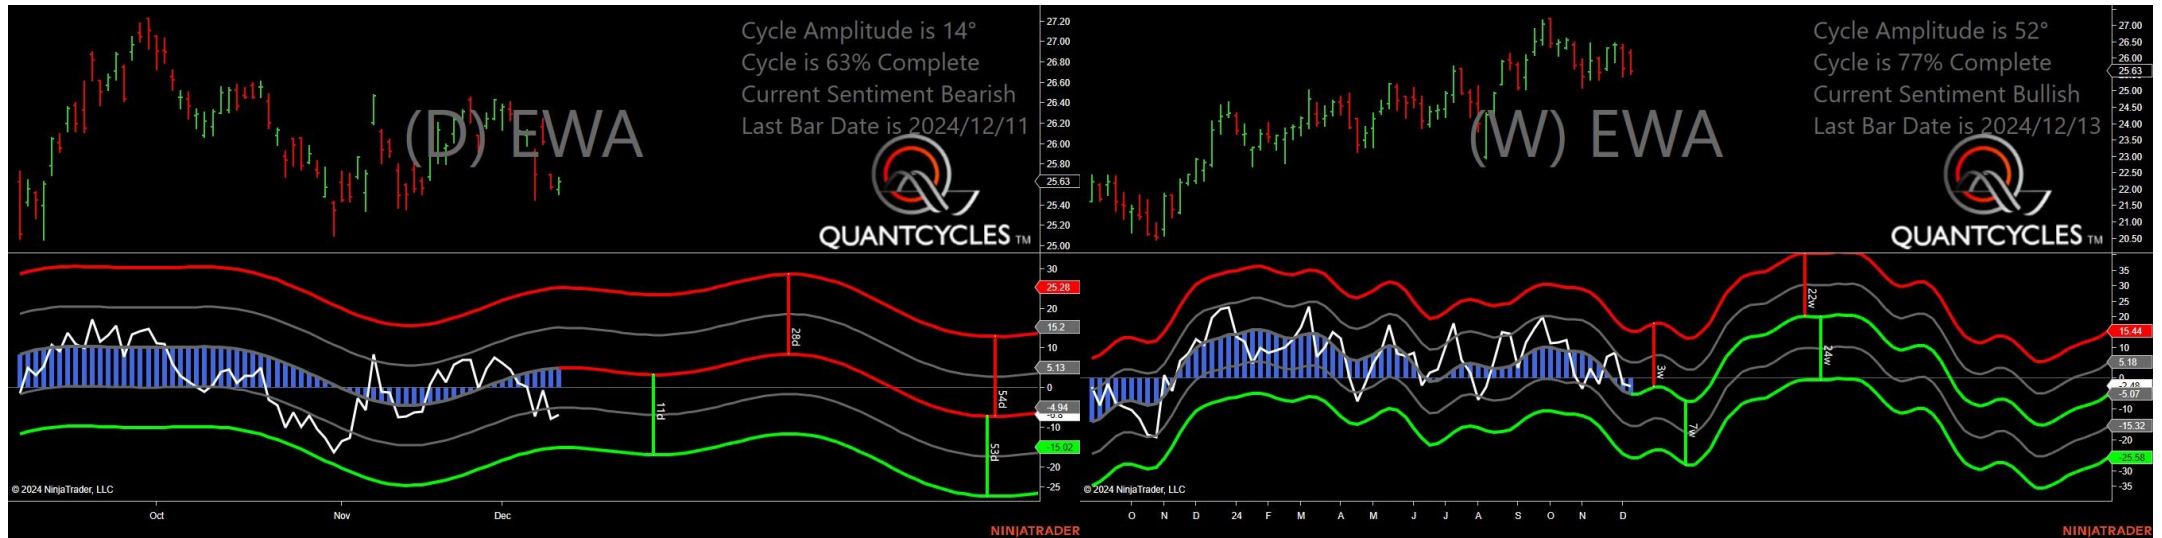 Cycle Amplitude is 14°
Cycle is 63% Complete
Current Sentiment Bearish
Last Bar Date is 2024/12/11
(D) EWA
QUANTCYCLES TM
27.20
27.00
26.80
26.60
26.40
26.20
26.00
25.80
25.63
25.40
25.20
25.00
30
25.28
20
15.2
10
5.13
0
-4.94
-6.8
-10
-15.02
-20
-25
11d
28d
54d
53d
© 2024 NinjaTrader, LLC
Oct Nov Dec
NINJATRADER
Cycle Amplitude is 52°
Cycle is 77% Complete
Current Sentiment Bullish
Last Bar Date is 2024/12/13
(W) EWA
QUANTCYCLES TM
27.00
26.50
26.00
25.63
25.00
24.50
24.00
23.50
23.00
22.50
22.00
21.50
21.00
20.50
35
30
25
20
15.44
10
5.18
0
-2.48
-5.07
-10
-15.32
-20
-25.58
-30
-35
3w
7w
22w
24w
© 2024 NinjaTrader, LLC
O N D 24 F M A M J J A S O N D
NINJATRADER